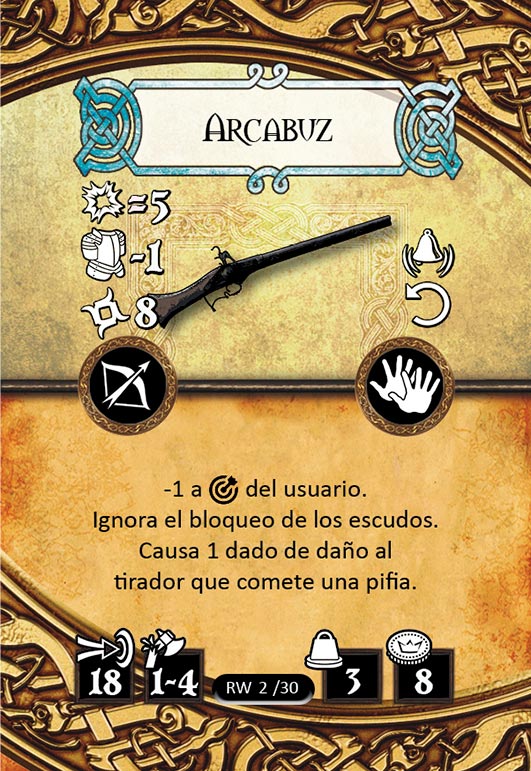 Arcabuz
=5
-1
8
-1 a del usuario.
Ignora el bloqueo de los escudos.
Causa 1 dado de daño al
tirador que comete una pifia.
18 1-4 RW 2 /30 3 8